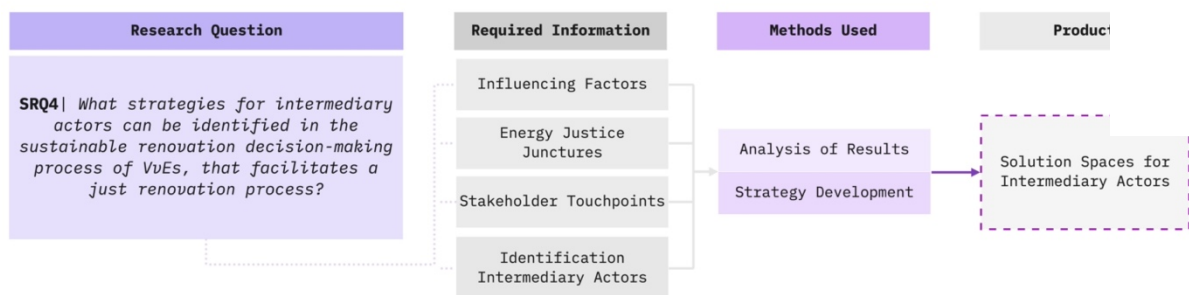 Research Question
Required Information
Methods Used
Product
SRQ4| What strategies for intermediary
actors can be identified in the
sustainable renovation decision-making
process of VvEs, that facilitates a
just renovation process?
Influencing Factors
Energy Justice
Junctures
Stakeholder Touchpoints
Identification
Intermediary Actors
Analysis of Results
Strategy Development
Solution Spaces for
Intermediary Actors